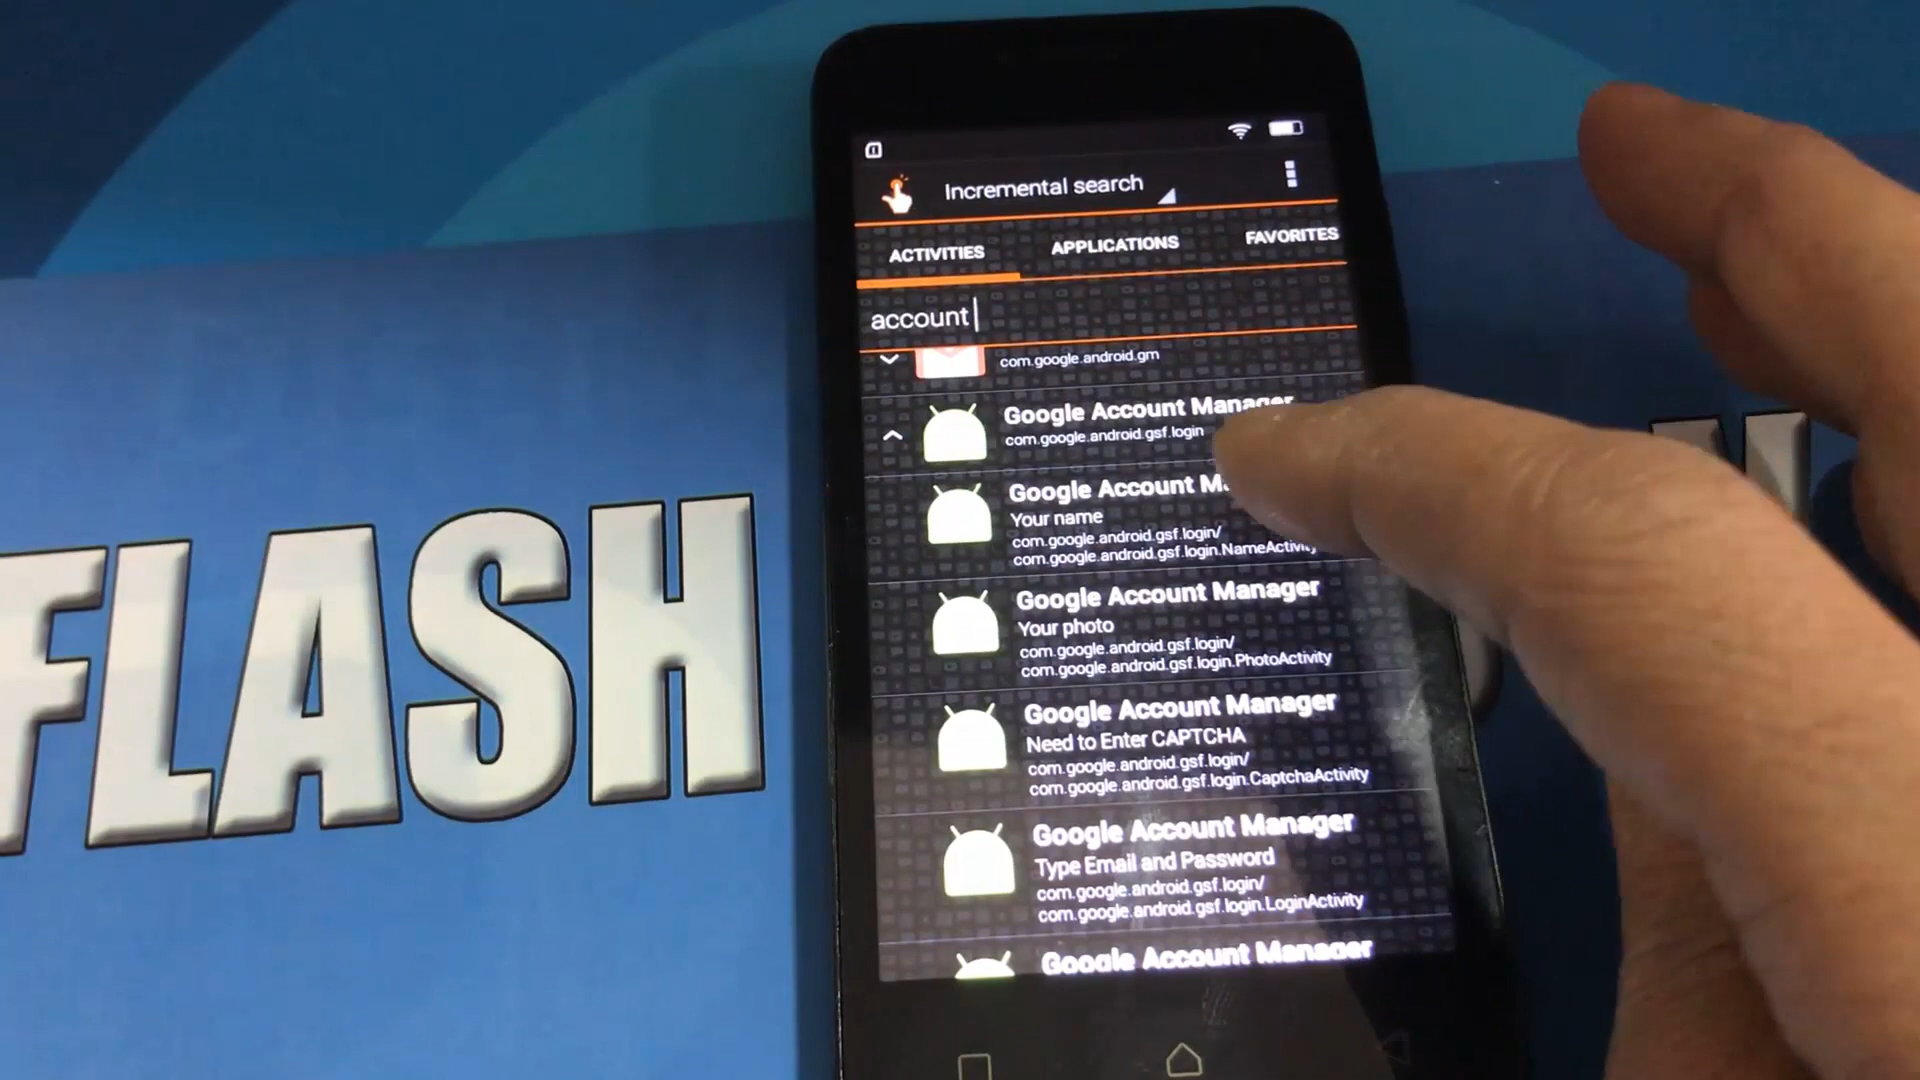 Incremental search
ACTIVITIES APPLICATIONS FAVORITES
account
com.google.android.gm
Google Account Manager
com.google.android.gsf.login
Google Account
Your name
com.google.android.gsf.login/
com.google.android.gsf.login.NameActivity
Google Account Manager
Your photo
com.google.android.gsf.login/
com.google.android.gsf.login.PhotoActivity
Google Account Manager
Need to Enter CAPTCHA
com.google.android.gsf.login/
com.google.android.gsf.login.CaptchaActivity
Google Account Manager
Type Email and Password
com.google.android.gsf.login/
com.google.android.gsf.login.LoginActivity
Google Account Manager
FLASH